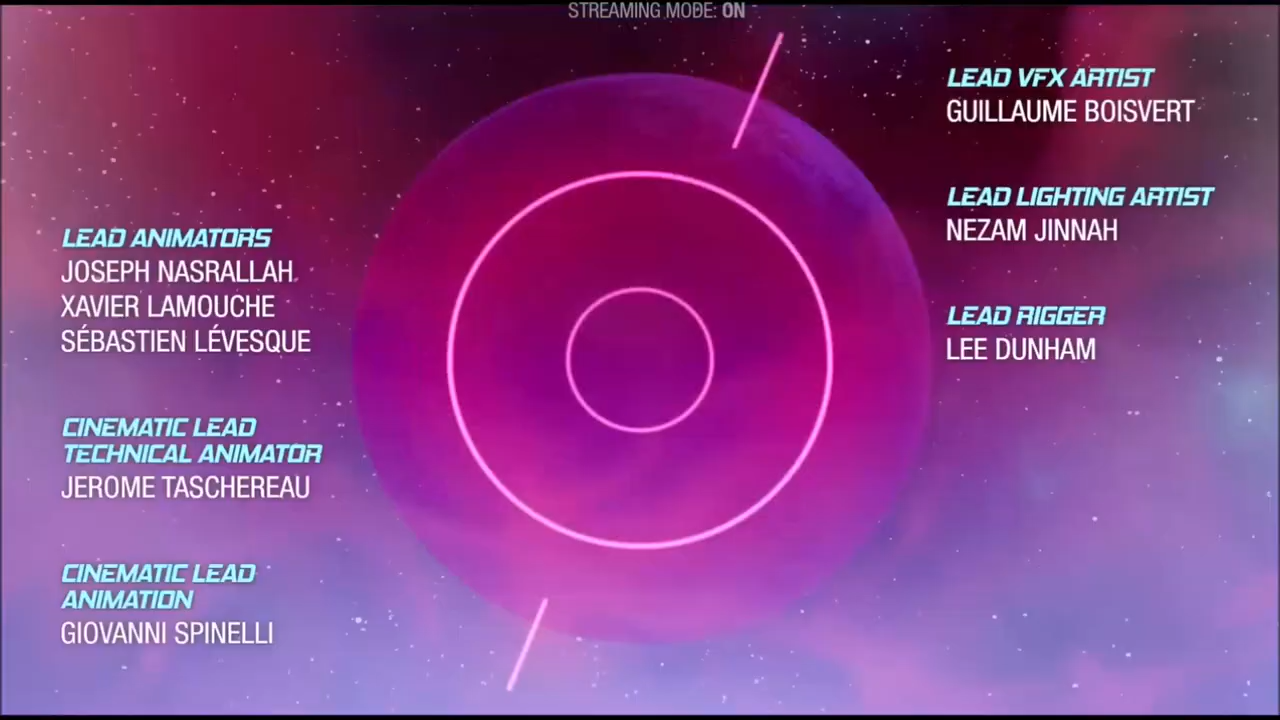 STREAMING MODE: ON
LEAD ANIMATORS
JOSEPH NASRALLAH
XAVIER LAMOUCHE
SÉBASTIEN LÉVESQUE
CINEMATIC LEAD
TECHNICAL ANIMATOR
JEROME TASCHEREAU
CINEMATIC LEAD
ANIMATION
GIOVANNI SPINELLI
LEAD VFX ARTIST
GUILLAUME BOISVERT
LEAD LIGHTING ARTIST
NEZAM JINNAH
LEAD RIGGER
LEE DUNHAM